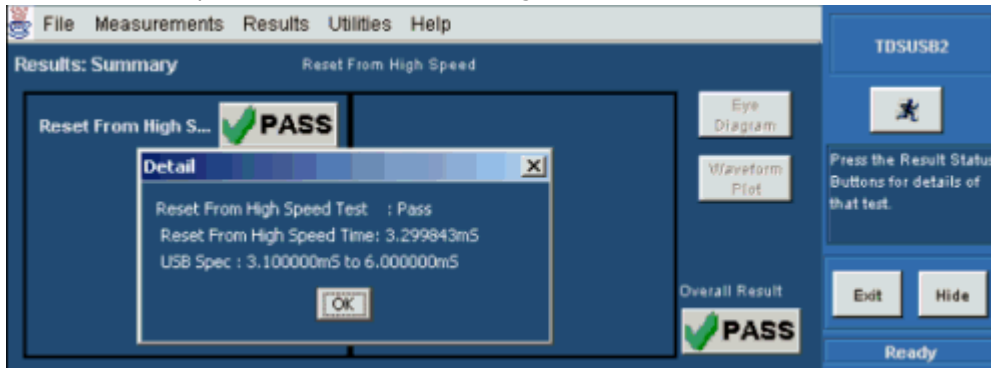 File Measurements Results Utilities Help
TDSUSB2
Results: Summary Reset From High Speed
Reset From High S... PASS
Eye
Diagram
Detail
Waveform
Plot
Press the Result Status
Buttons for details of
that test.
Reset From High Speed Test : Pass
Reset From High Speed Time: 3.299843mS
USB Spec : 3.100000mS to 6.000000mS
OK
Overall Result
PASS
Exit Hide
Ready